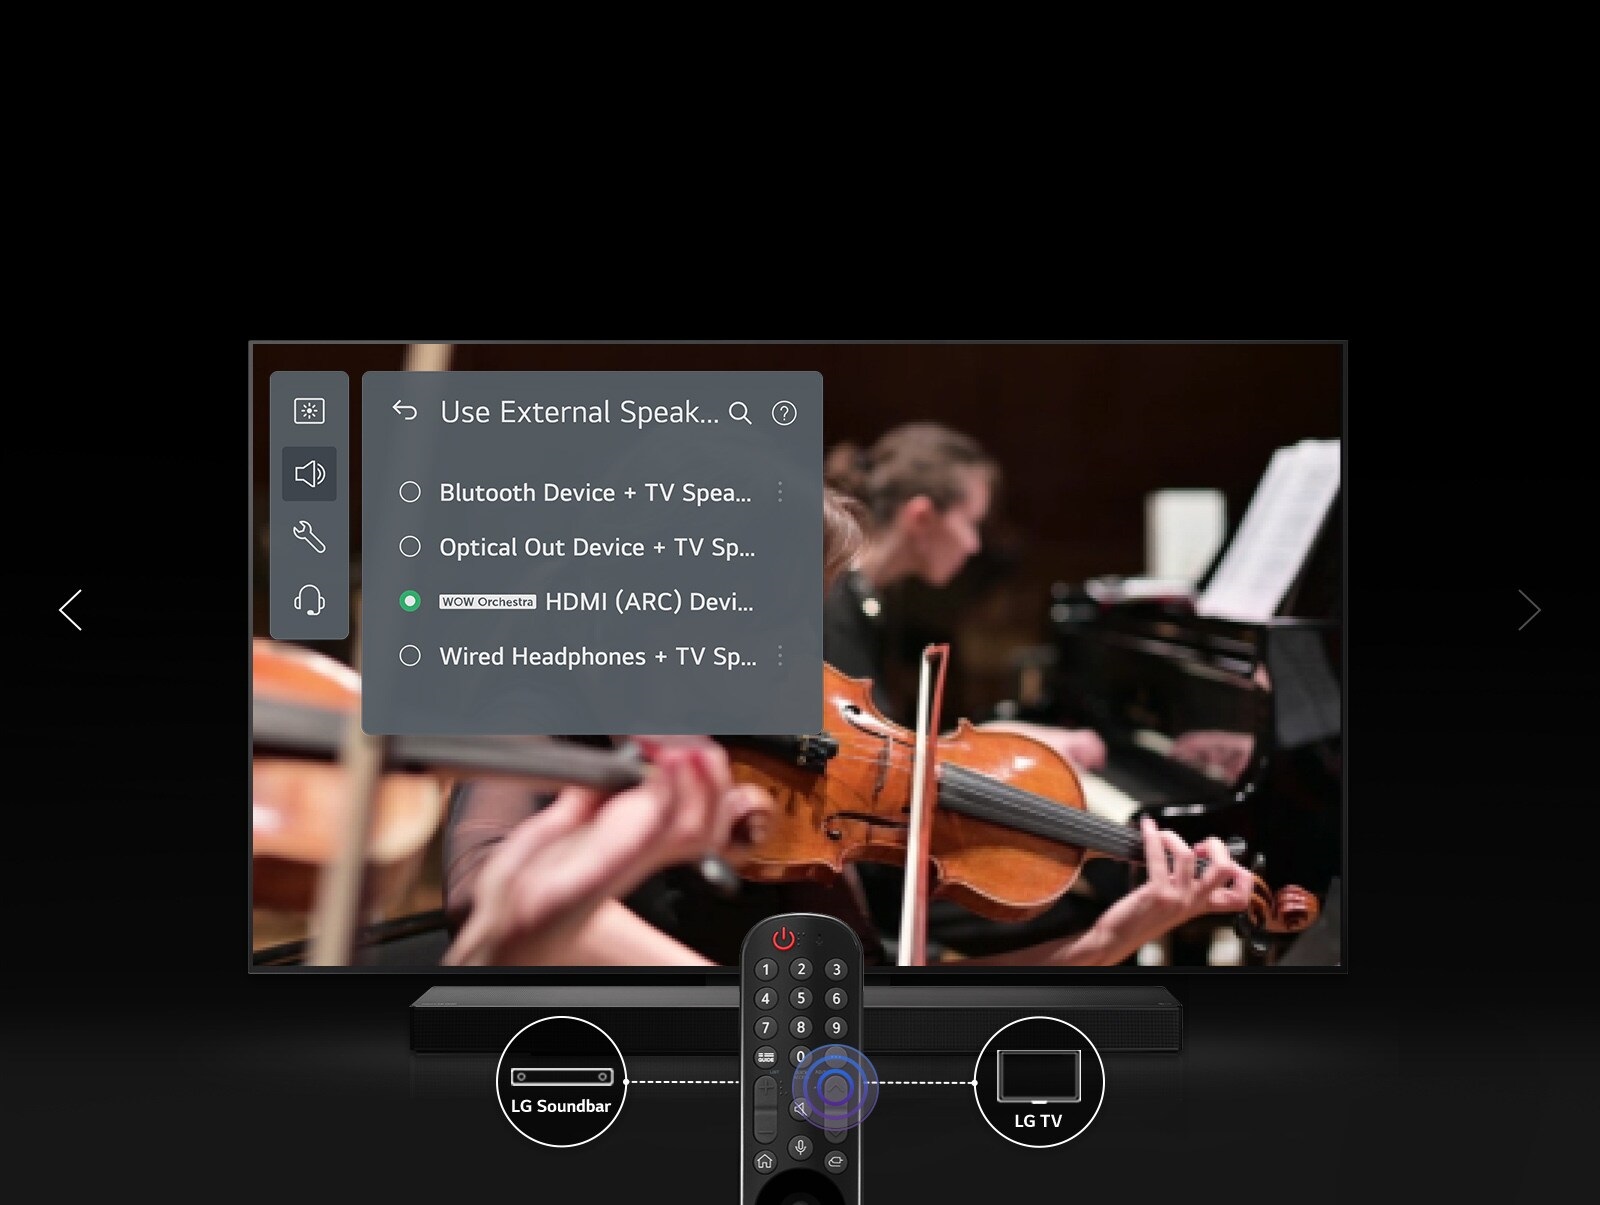 Use External Speak...
Blutooth Device + TV Spea...
Optical Out Device + TV Sp...
WOW Orchestra HDMI (ARC) Devi...
Wired Headphones + TV Sp...
1 2 3
4 5 6
7 8 9
GUIDE 0
LG Soundbar
LG TV